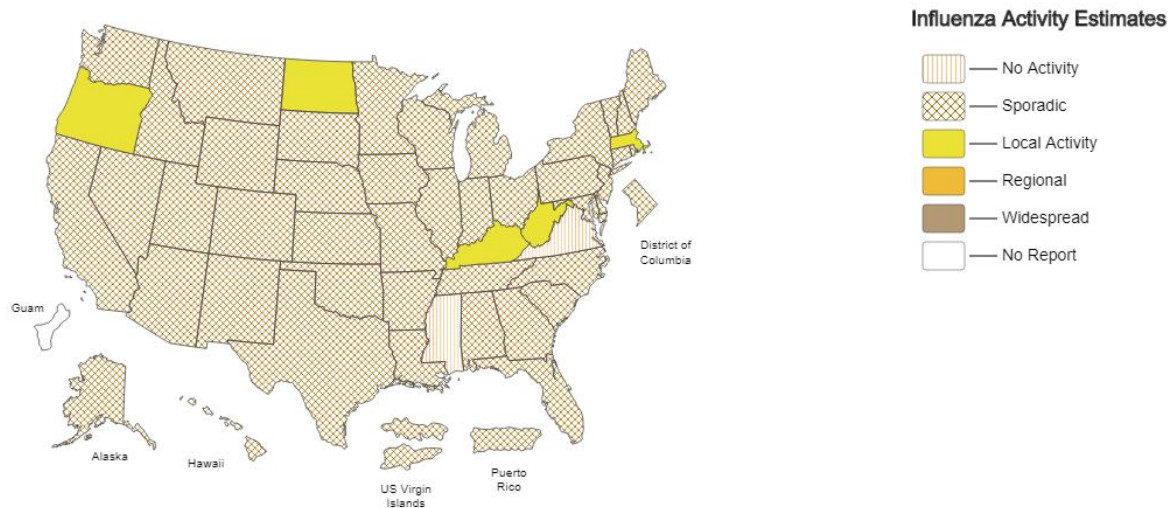 Influenza Activity Estimates
No Activity
Sporadic
Local Activity
Regional
Widespread
No Report
District of
Columbia
Guam
Alaska
Hawaii
US Virgin
Islands
Puerto
Rico